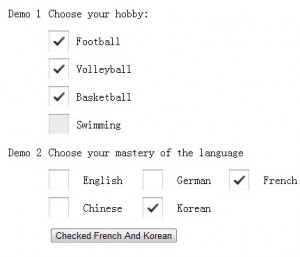 Demo 1 Choose your hobby:
Football
Volleyball
Basketball
Swimming
Demo 2 Choose your mastery of the language
English German French
Chinese Korean
Checked French And Korean